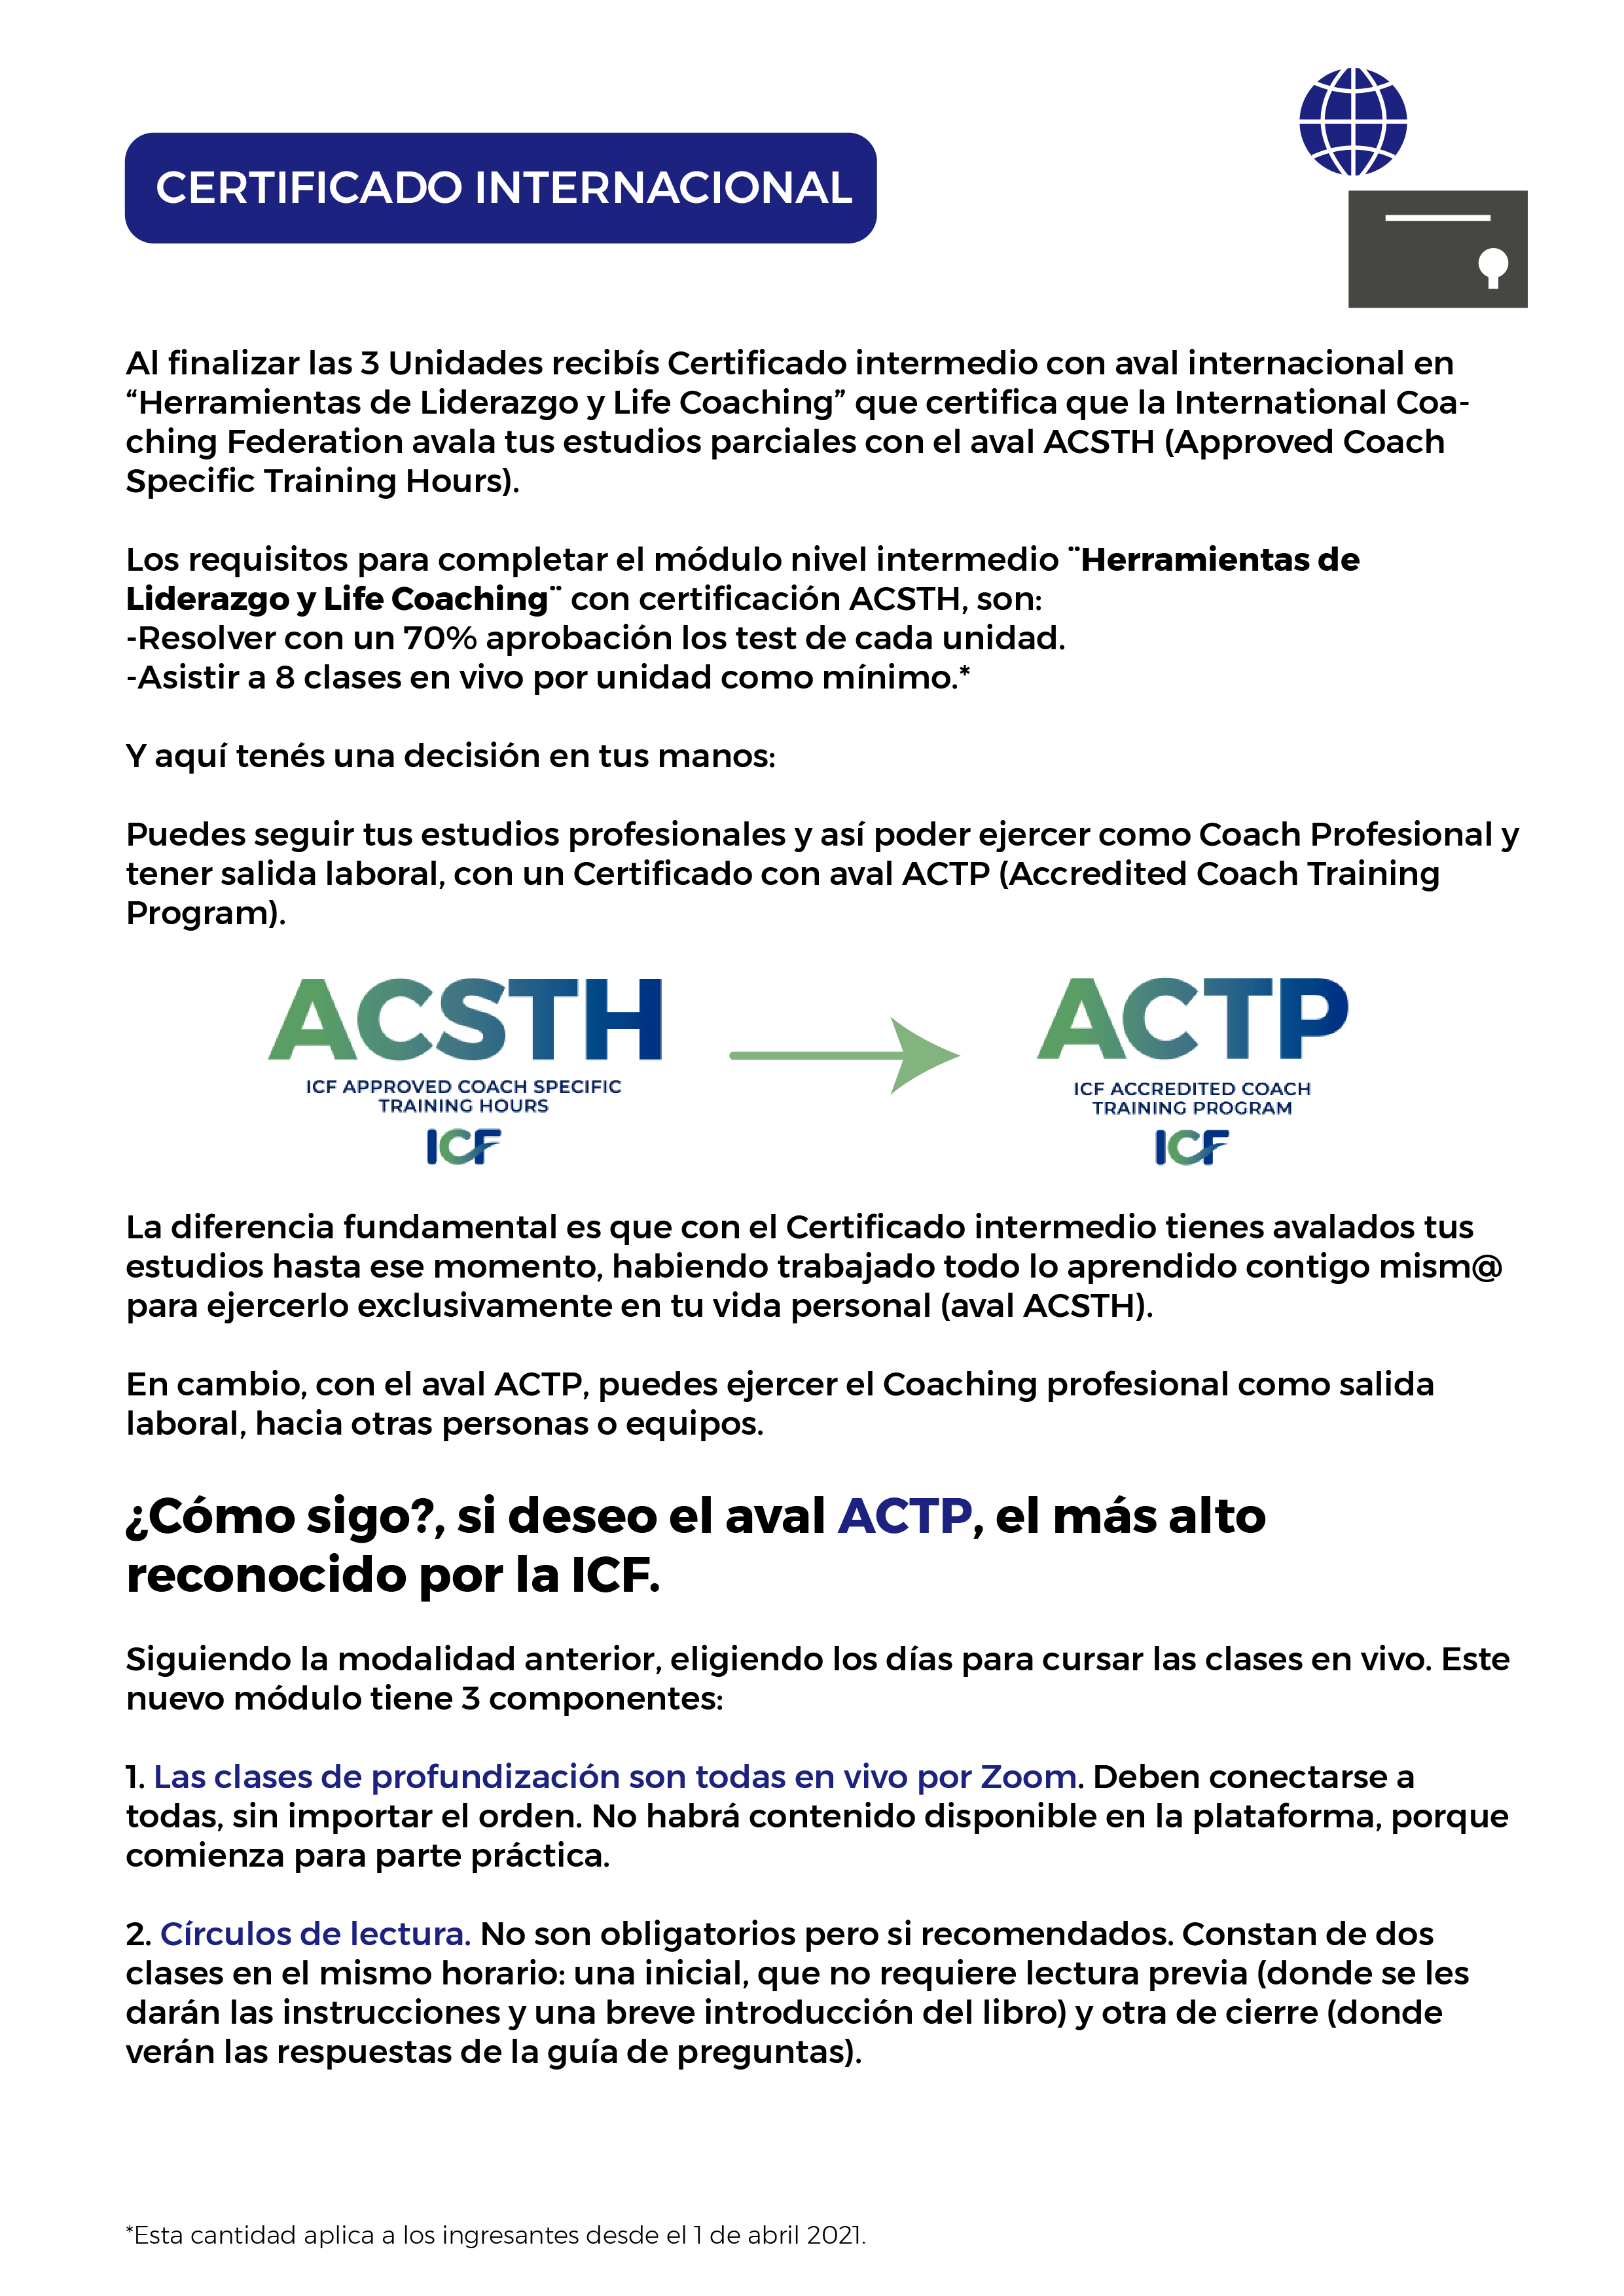 CERTIFICADO INTERNACIONAL
Al finalizar las 3 Unidades recibís Certificado intermedio con aval internacional en
“Herramientas de Liderazgo y Life Coaching” que certifica que la International Coa-
ching Federation avala tus estudios parciales con el aval ACSTH (Approved Coach
Specific Training Hours).
Los requisitos para completar el módulo nivel intermedio ¨Herramientas de
Liderazgo y Life Coaching¨ con certificación ACSTH, son:
-Resolver con un 70% aprobación los test de cada unidad.
-Asistir a 8 clases en vivo por unidad como mínimo.*
Y aquí tenés una decisión en tus manos:
Puedes seguir tus estudios profesionales y así poder ejercer como Coach Profesional y
tener salida laboral, con un Certificado con aval ACTP (Accredited Coach Training
Program).
ACSTH
ICF APPROVED COACH SPECIFIC
TRAINING HOURS
ICF
ACTP
ICF ACCREDITED COACH
TRAINING PROGRAM
ICF
La diferencia fundamental es que con el Certificado intermedio tienes avalados tus
estudios hasta ese momento, habiendo trabajado todo lo aprendido contigo mism@
para ejercerlo exclusivamente en tu vida personal (aval ACSTH).
En cambio, con el aval ACTP, puedes ejercer el Coaching profesional como salida
laboral, hacia otras personas o equipos.
¿Cómo sigo?, si deseo el aval ACTP, el más alto
reconocido por la ICF.
Siguiendo la modalidad anterior, eligiendo los días para cursar las clases en vivo. Este
nuevo módulo tiene 3 componentes:
1. Las clases de profundización son todas en vivo por Zoom. Deben conectarse a
todas, sin importar el orden. No habrá contenido disponible en la plataforma, porque
comienza para parte práctica.
2. Círculos de lectura. No son obligatorios pero si recomendados. Constan de dos
clases en el mismo horario: una inicial, que no requiere lectura previa (donde se les
darán las instrucciones y una breve introducción del libro) y otra de cierre (donde
verán las respuestas de la guía de preguntas).
*Esta cantidad aplica a los ingresantes desde el 1 de abril 2021.